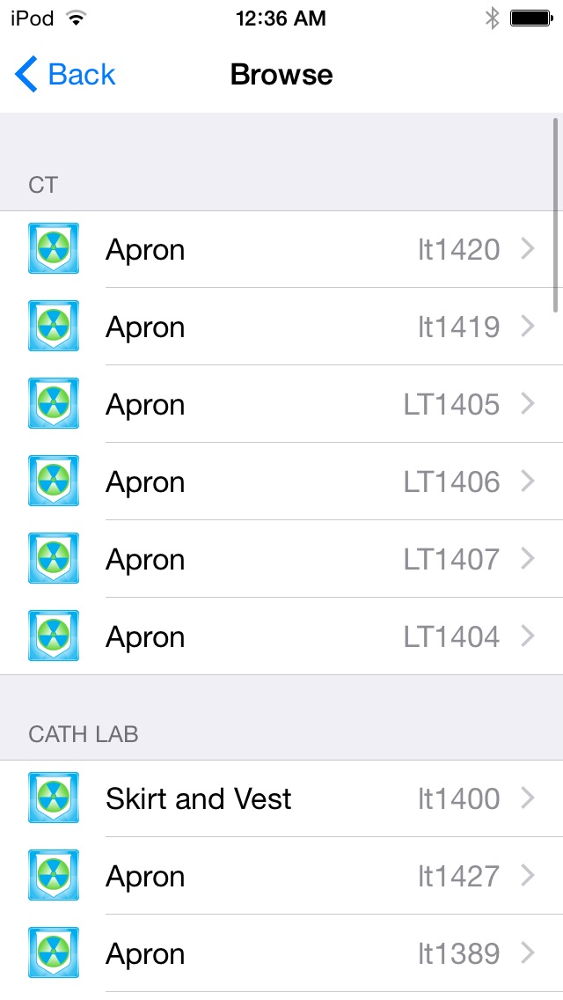 iPod 12:36 AM
Back Browse
CT
Apron lt1420
Apron lt1419
Apron LT1405
Apron LT1406
Apron LT1407
Apron LT1404
CATH LAB
Skirt and Vest lt1400
Apron lt1427
Apron lt1389